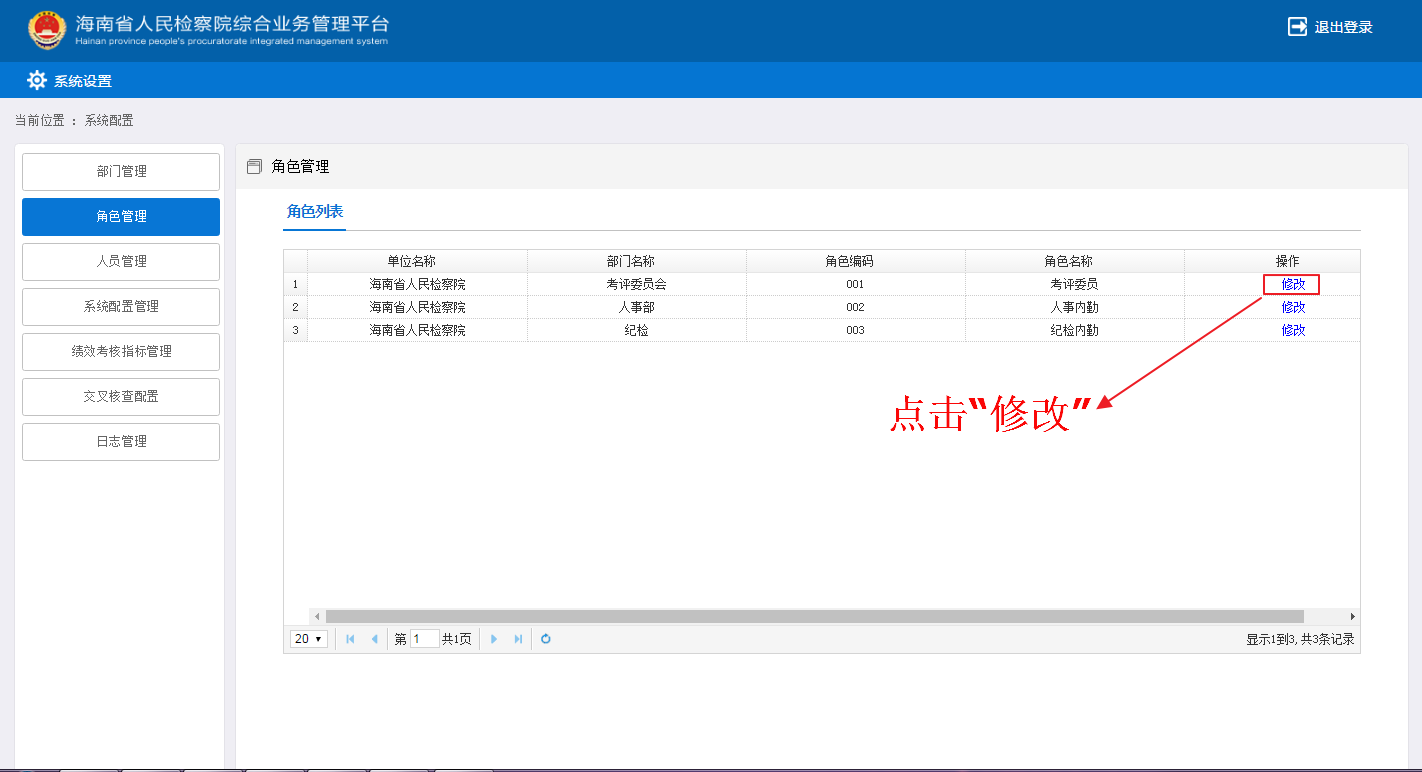 海南省人民检察院综合业务管理平台
Hainan province people's procuratorate integrated management system
退出登录
系统设置
当前位置 ： 系统配置
部门管理
角色管理
人员管理
系统配置管理
绩效考核指标管理
交叉核查配置
日志管理
角色管理
角色列表
单位名称 部门名称 角色编码 角色名称 操作
1 海南省人民检察院 考评委员会 001 考评委员 修改
2 海南省人民检察院 人事部 002 人事内勤 修改
3 海南省人民检察院 纪检 003 纪检内勤 修改
点击“修改”
20 第 1 共1页 显示1到3, 共3条记录